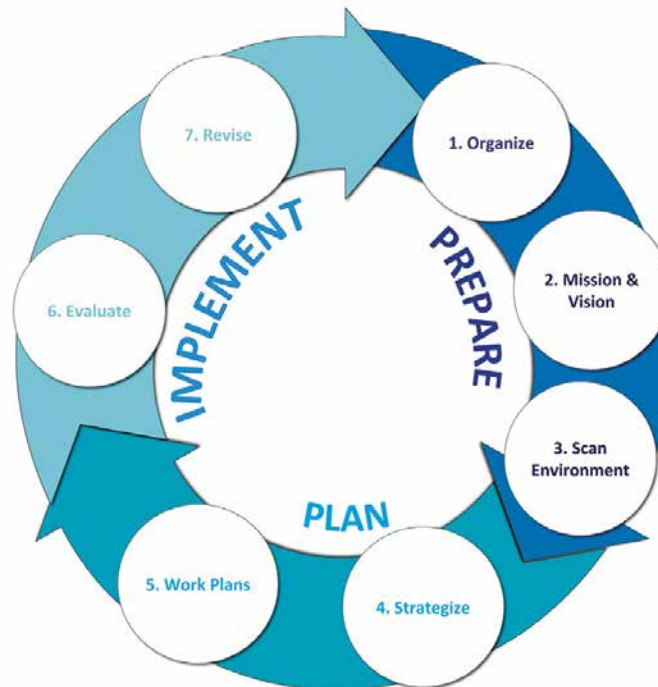 7. Revise
1. Organize
IMPLEMENT
PREPARE
2. Mission &
Vision
6. Evaluate
3. Scan
Environment
PLAN
5. Work Plans
4. Strategize